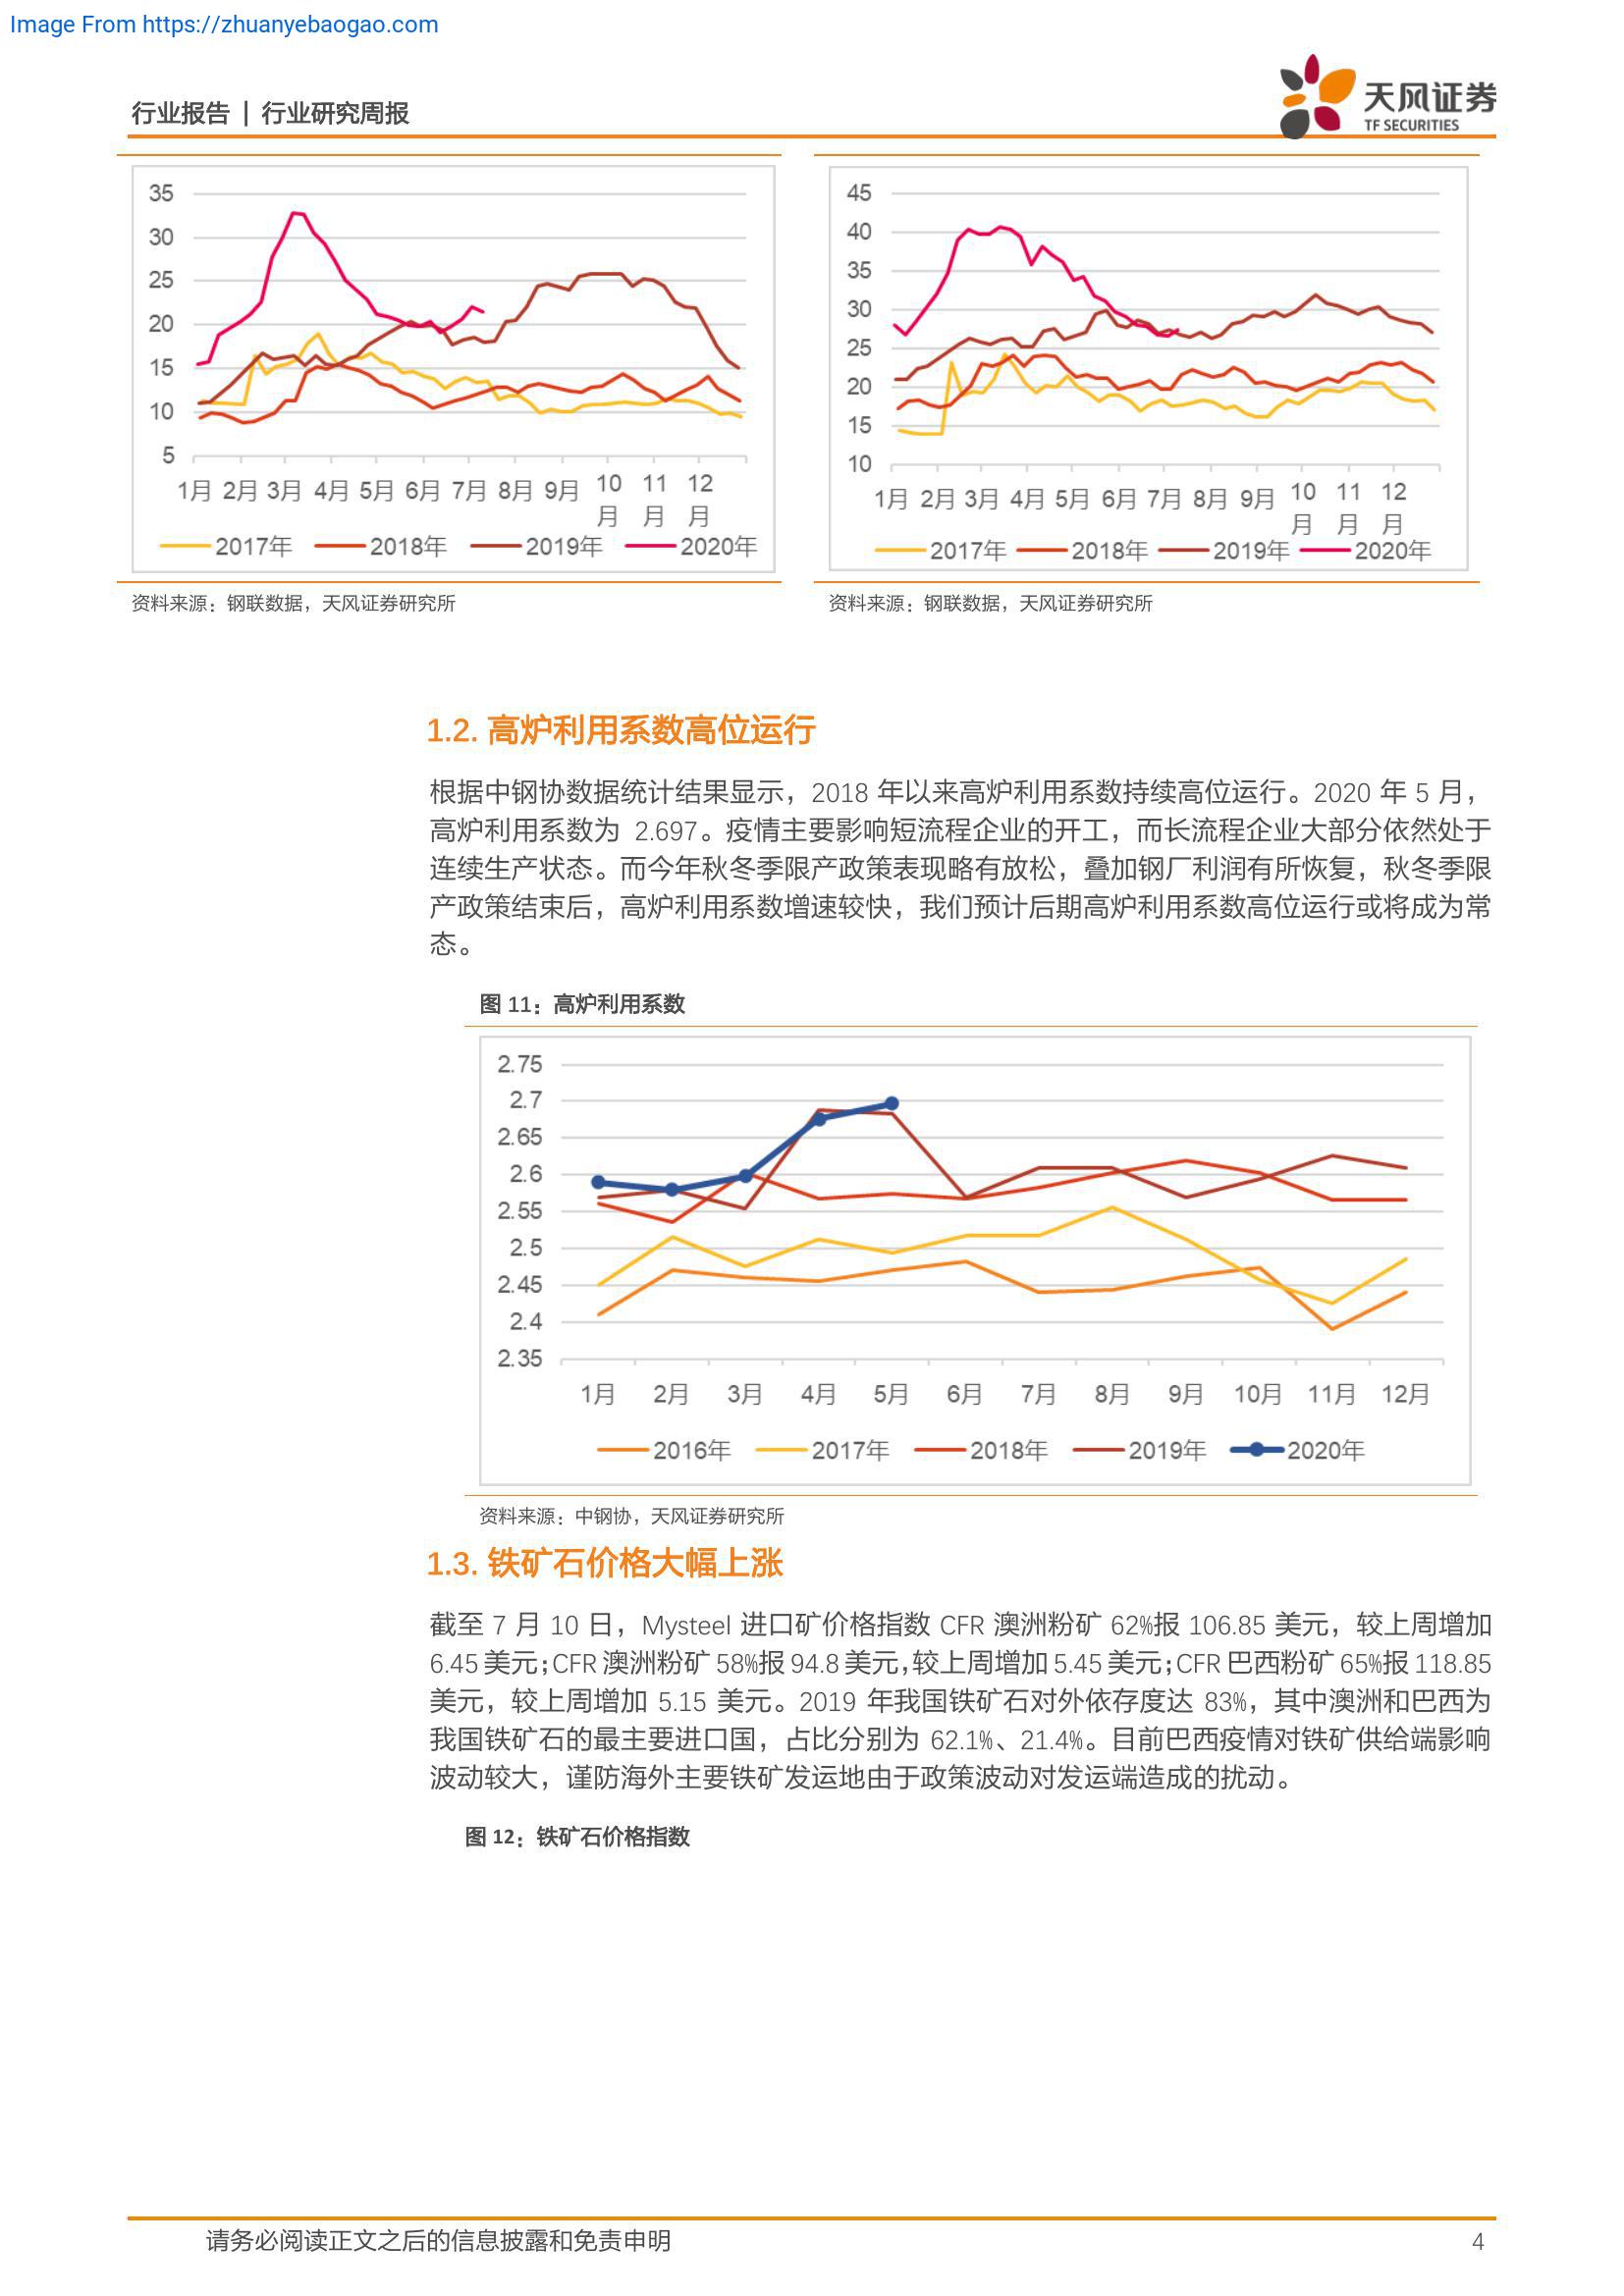 Image From https://zhuanyebaogao.com
行业报告 | 行业研究周报
天风证券
TF SECURITIES
35
30
25
20
15
10
5
1月 2月 3月 4月 5月 6月 7月 8月 9月 10月 11月 12月
2017年 2018年 2019年 2020年
45
40
35
30
25
20
15
10
1月 2月 3月 4月 5月 6月 7月 8月 9月 10月 11月 12月
2017年 2018年 2019年 2020年
资料来源：钢联数据，天风证券研究所
资料来源：钢联数据，天风证券研究所
1.2. 高炉利用系数高位运行
根据中钢协数据统计结果显示，2018 年以来高炉利用系数持续高位运行。2020 年 5 月，
高炉利用系数为 2.697。疫情主要影响短流程企业的开工，而长流程企业大部分依然处于
连续生产状态。而今年秋冬季限产政策表现略有放松，叠加钢厂利润有所恢复，秋冬季限
产政策结束后，高炉利用系数增速较快，我们预计后期高炉利用系数高位运行或将成为常
态。
图 11：高炉利用系数
2.75
2.7
2.65
2.6
2.55
2.5
2.45
2.4
2.35
1月 2月 3月 4月 5月 6月 7月 8月 9月 10月 11月 12月
2016年 2017年 2018年 2019年 2020年
资料来源：中钢协，天风证券研究所
1.3. 铁矿石价格大幅上涨
截至 7 月 10 日，Mysteel 进口矿价格指数 CFR 澳洲粉矿 62%报 106.85 美元，较上周增加
6.45 美元；CFR 澳洲粉矿 58%报 94.8 美元，较上周增加 5.45 美元；CFR 巴西粉矿 65%报 118.85
美元，较上周增加 5.15 美元。2019 年我国铁矿石对外依存度达 83%，其中澳洲和巴西为
我国铁矿石的最主要进口国，占比分别为 62.1%、21.4%。目前巴西疫情对铁矿供给端影响
波动较大，谨防海外主要铁矿发运地由于政策波动对发运端造成的扰动。
图 12：铁矿石价格指数
请务必阅读正文之后的信息披露和免责申明
4